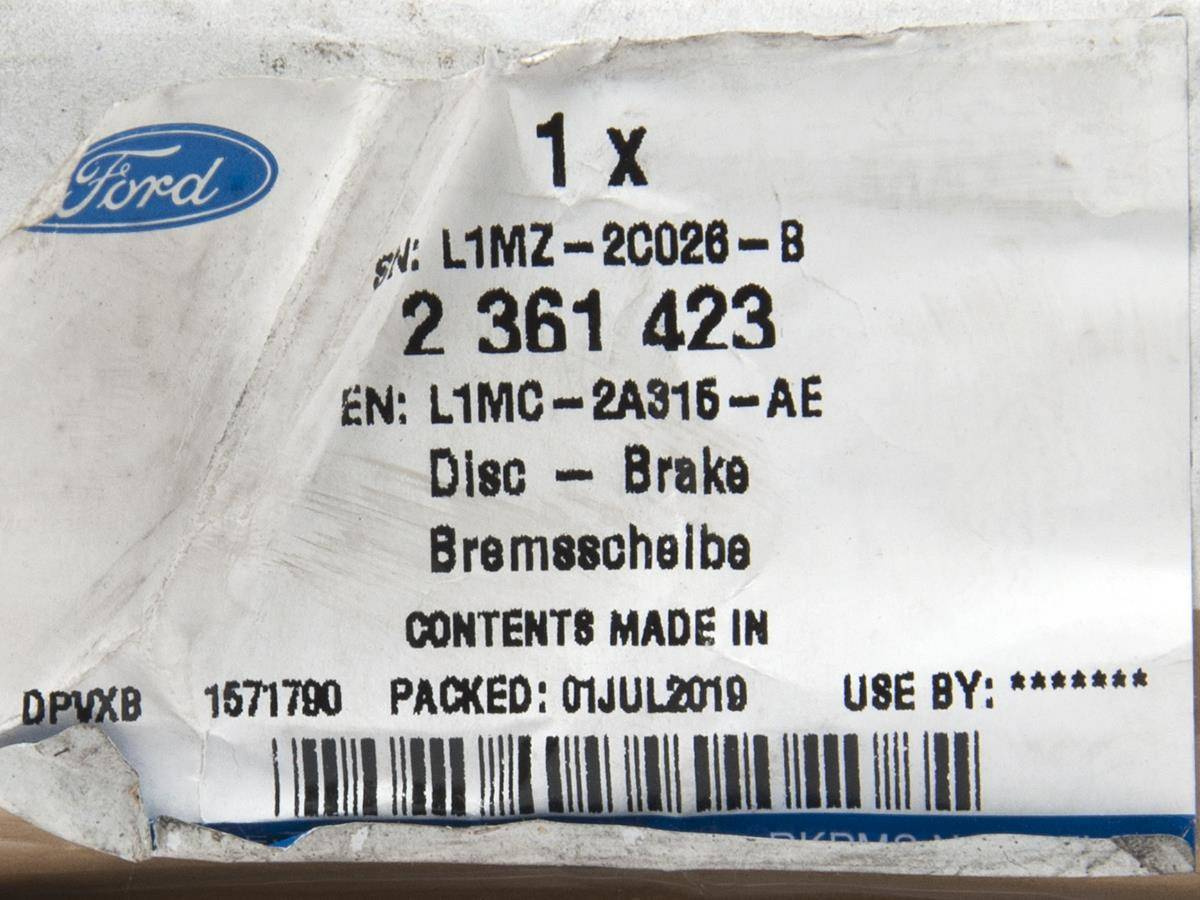 Ford
1 x
SN: L1MZ-2C026-B
2 361 423
EN: L1MC-2A315-AE
Disc - Brake
Bremsscheibe
CONTENTS MADE IN
DPVXB 1571790 PACKED: 01JUL2019 USE BY: *******